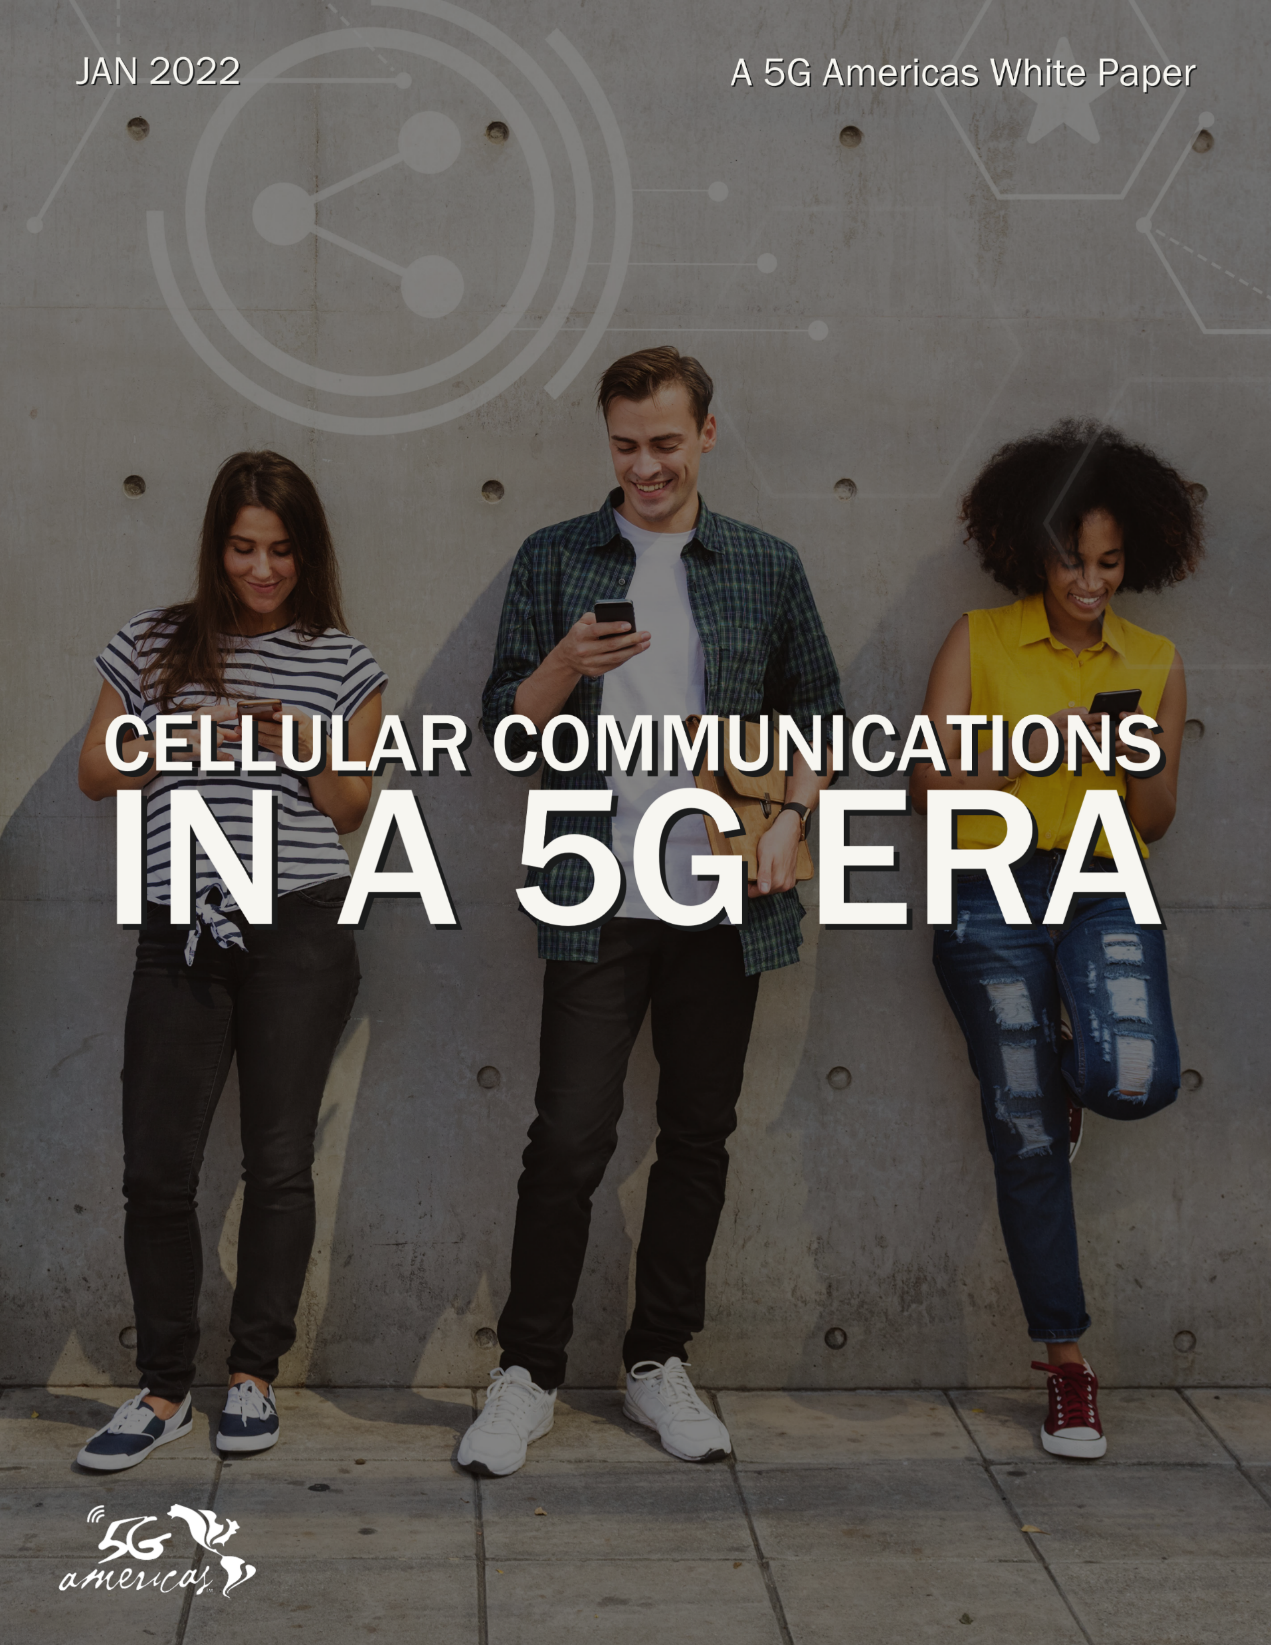 JAN 2022
A 5G Americas White Paper
CELLULAR COMMUNICATIONS
IN A 5G ERA
5G
americas